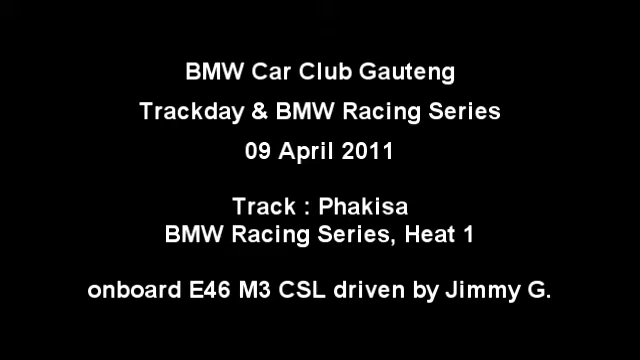 BMW Car Club Gauteng
Trackday & BMW Racing Series
09 April 2011
Track : Phakisa
BMW Racing Series, Heat 1
onboard E46 M3 CSL driven by Jimmy G.